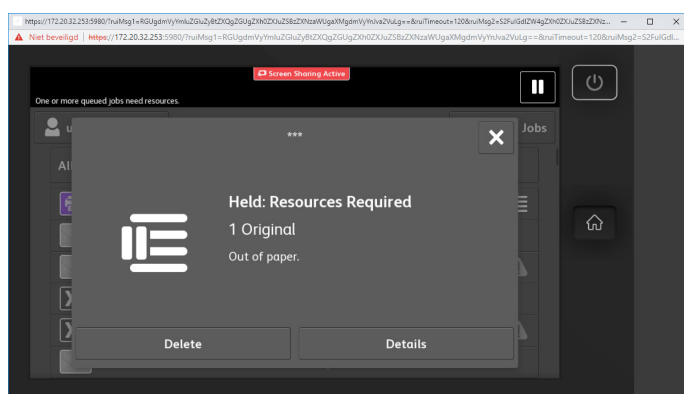 https://172.20.32.253:5980/?ruiMsg1=RGUgdmVyYmluZGluZyBtZXQgZGUgZXh0ZXJuZSBzZXNzaWUgaXMgdmVyYnJva2VuLg==&ruiTimeout=120&ruiMsg2=S2FuIGdlZW4gZXh0ZXJuZSBzZXNz...
Niet beveiligd | https://172.20.32.253:5980/?ruiMsg1=RGUgdmVyYmluZGluZyBtZXQgZGUgZXh0ZXJuZSBzZXNzaWUgaXMgdmVyYnJva2VuLg==&ruiTimeout=120&ruiMsg2=S2FuIGdl...
Screen Sharing Active
One or more queued jobs need resources.
u
Jobs
***
All
Held: Resources Required
1 Original
Out of paper.
Delete
Details